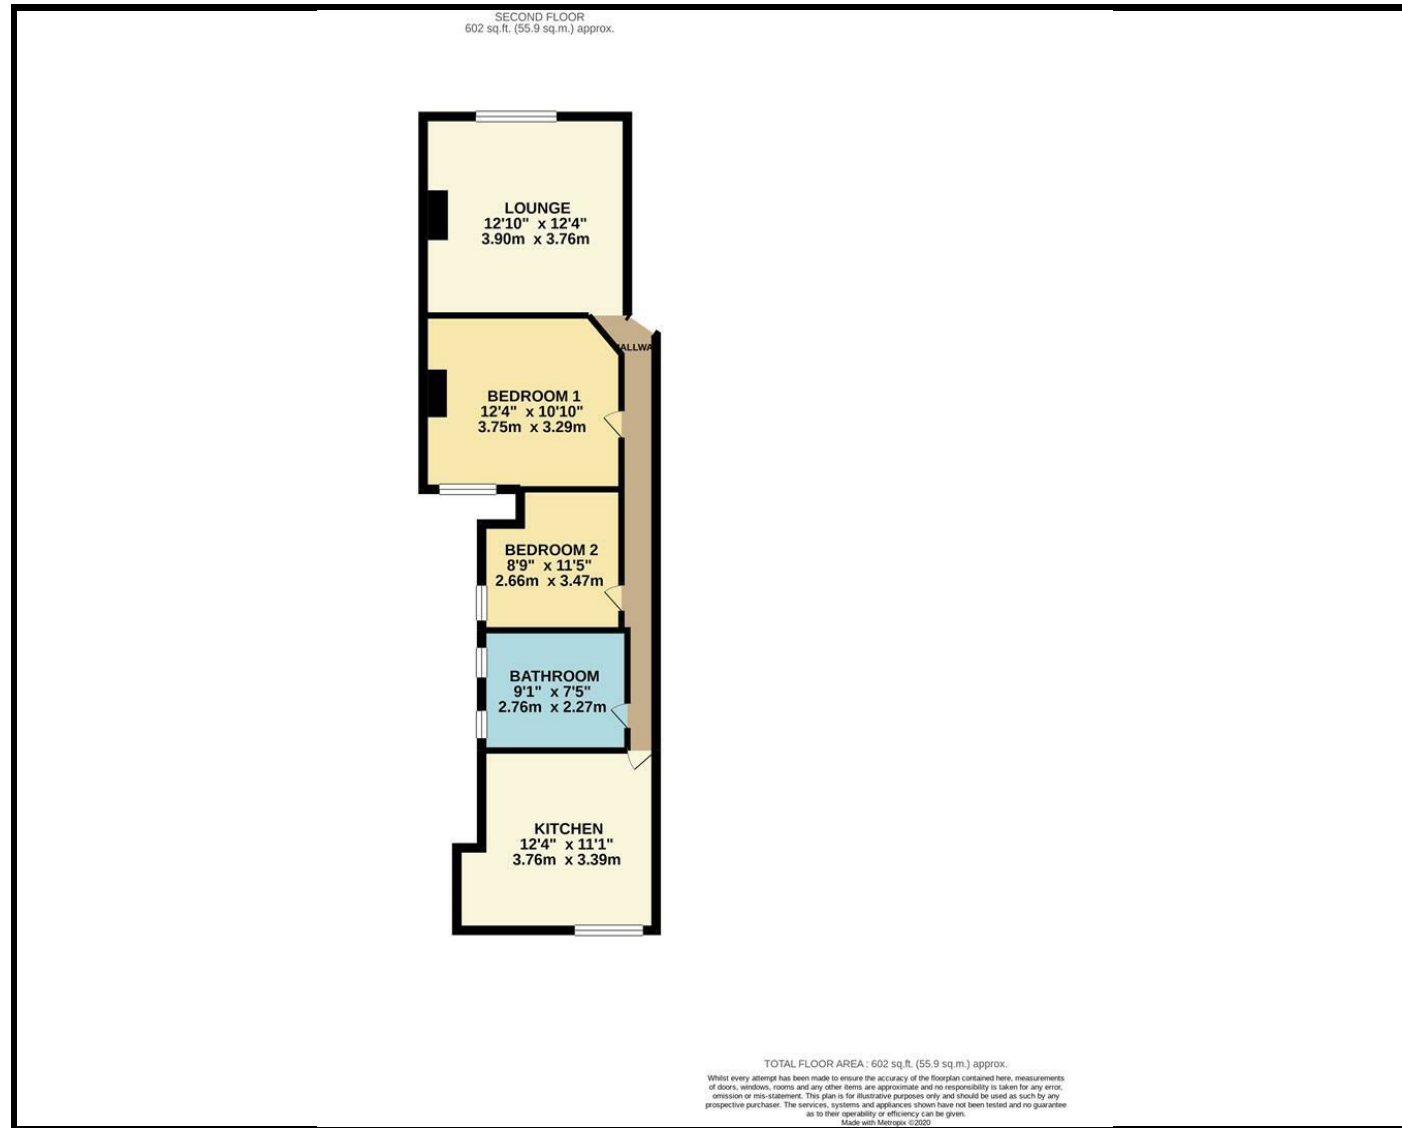 SECOND FLOOR
602 sq.ft. (55.9 sq.m.) approx.
LOUNGE
12'10" x 12'4"
3.90m x 3.76m
ALLWA
BEDROOM 1
12'4" x 10'10"
3.75m x 3.29m
BEDROOM 2
8'9" x 11'5"
2.66m x 3.47m
BATHROOM
9'1" x 7'5"
2.76m x 2.27m
KITCHEN
12'4" x 11'1"
3.76m x 3.39m
TOTAL FLOOR AREA : 602 sq.ft. (55.9 sq.m.) approx.
Whilst every attempt has been made to ensure the accuracy of the floorplan contained here, measurements
of doors, windows, rooms and any other items are approximate and no responsibility is taken for any error,
omission or mis-statement. This plan is for illustrative purposes only and should be used as such by any
prospective purchaser. The services, systems and appliances shown have not been tested and no guarantee
as to their operability or efficiency can be given.
Made with Metropix ©2020